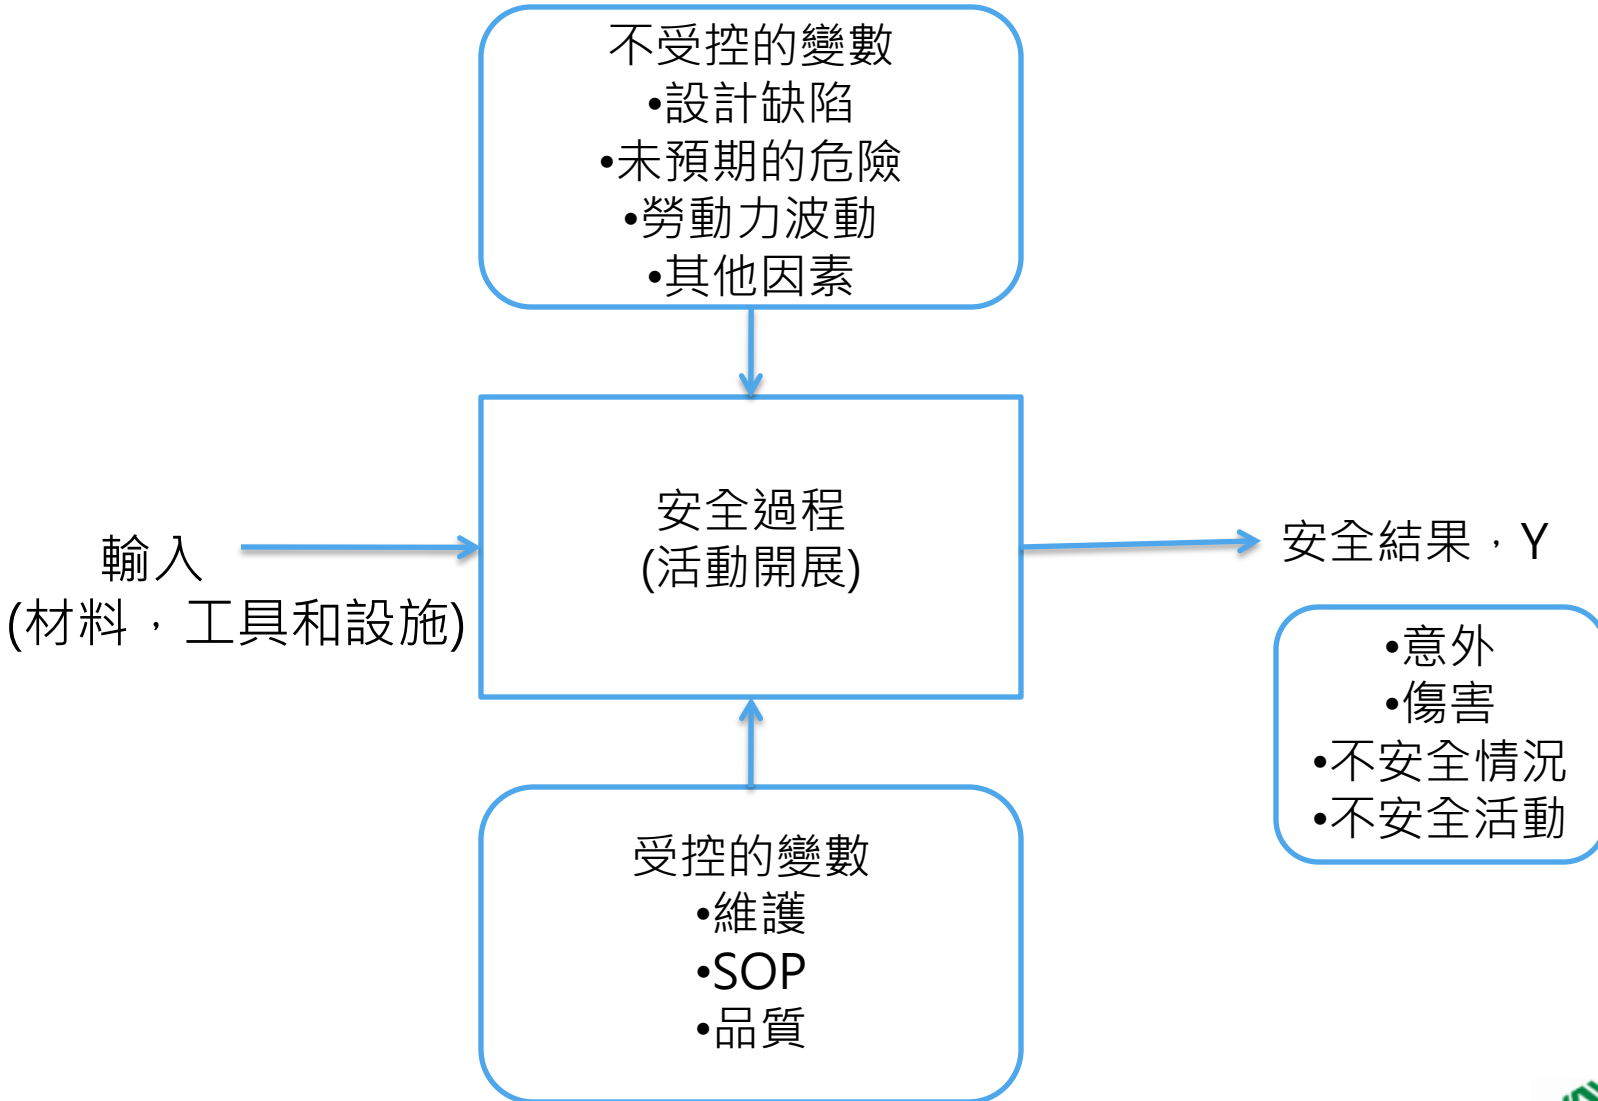 不受控的變數
•設計缺陷
•未預期的危險
•勞動力波動
•其他因素
安全過程
(活動開展)
輸入
(材料，工具和設施)
安全結果，Y
•意外
•傷害
•不安全情況
•不安全活動
受控的變數
•維護
•SOP
•品質